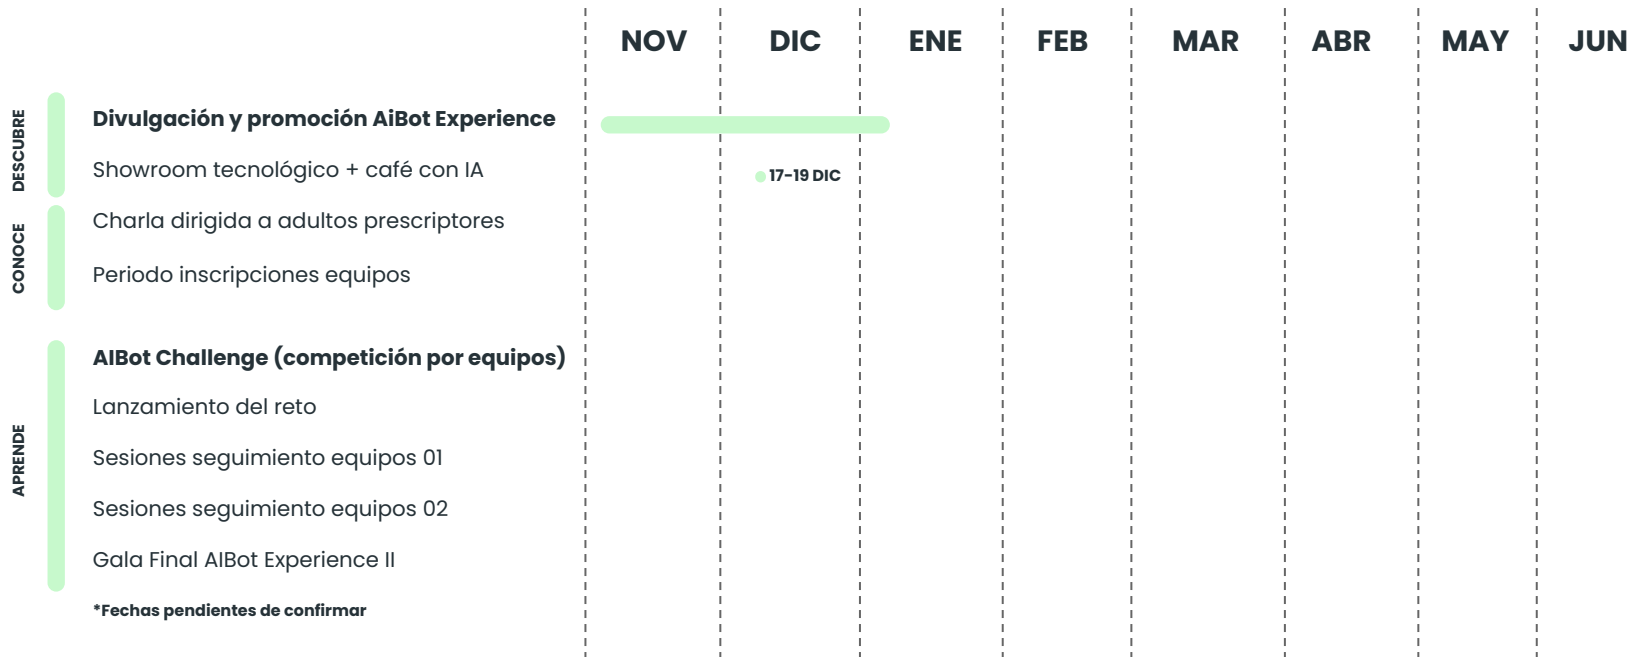 NOV DIC ENE FEB MAR ABR MAY JUN
DESCUBRE
Divulgación y promoción AiBot Experience
Showroom tecnológico + café con IA
17-19 DIC
CONOCE
Charla dirigida a adultos prescriptores
Periodo inscripciones equipos
APRENDE
AIBot Challenge (competición por equipos)
Lanzamiento del reto
Sesiones seguimiento equipos 01
Sesiones seguimiento equipos 02
Gala Final AIBot Experience II
*Fechas pendientes de confirmar